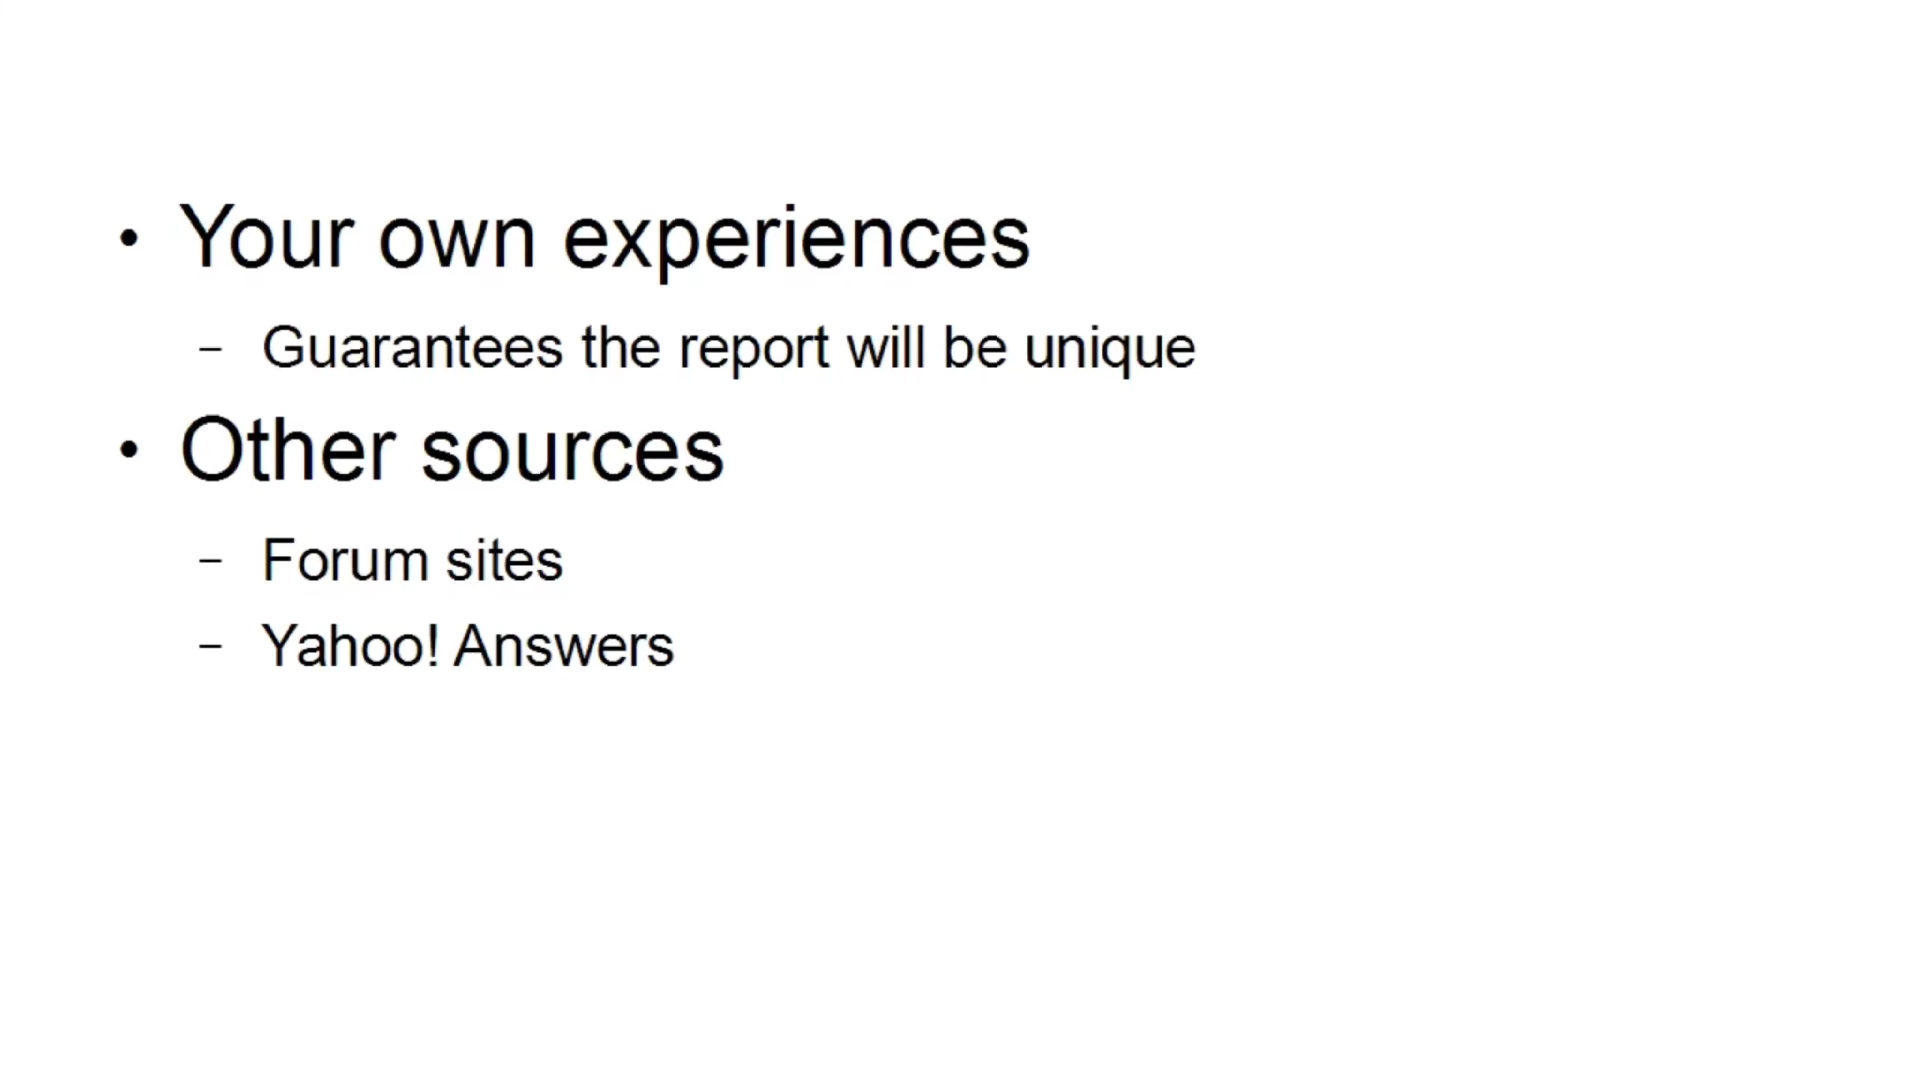 • Your own experiences
– Guarantees the report will be unique
• Other sources
– Forum sites
– Yahoo! Answers